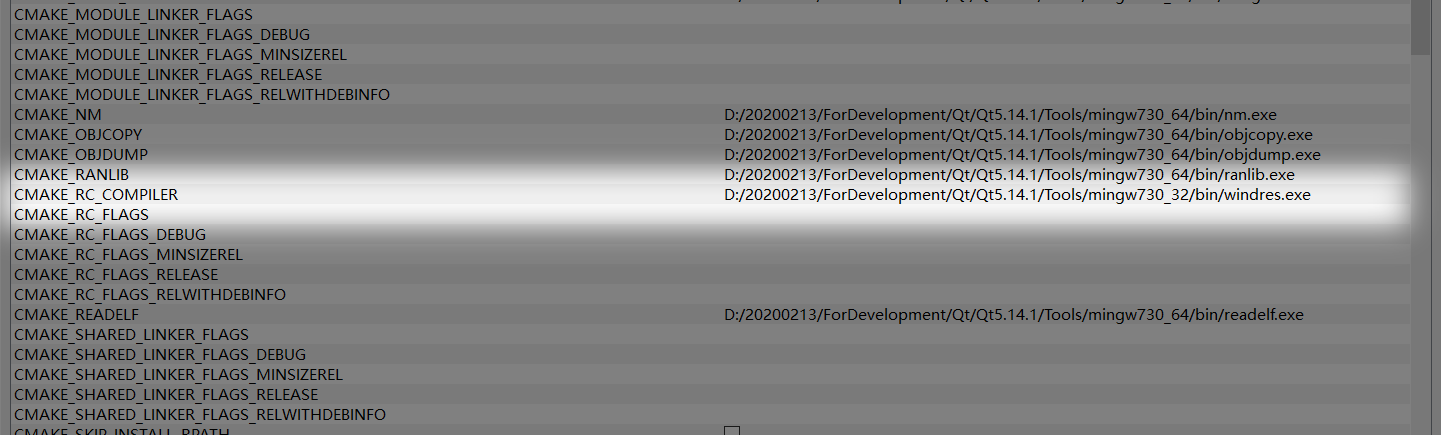 CMAKE_MODULE_LINKER_FLAGS
CMAKE_MODULE_LINKER_FLAGS_DEBUG
CMAKE_MODULE_LINKER_FLAGS_MINSIZEREL
CMAKE_MODULE_LINKER_FLAGS_RELEASE
CMAKE_MODULE_LINKER_FLAGS_RELWITHDEBINFO
CMAKE_NM D:/20200213/ForDevelopment/Qt/Qt5.14.1/Tools/mingw730_64/bin/nm.exe
CMAKE_OBJCOPY D:/20200213/ForDevelopment/Qt/Qt5.14.1/Tools/mingw730_64/bin/objcopy.exe
CMAKE_OBJDUMP D:/20200213/ForDevelopment/Qt/Qt5.14.1/Tools/mingw730_64/bin/objdump.exe
CMAKE_RANLIB D:/20200213/ForDevelopment/Qt/Qt5.14.1/Tools/mingw730_64/bin/ranlib.exe
CMAKE_RC_COMPILER D:/20200213/ForDevelopment/Qt/Qt5.14.1/Tools/mingw730_32/bin/windres.exe
CMAKE_RC_FLAGS
CMAKE_RC_FLAGS_DEBUG
CMAKE_RC_FLAGS_MINSIZEREL
CMAKE_RC_FLAGS_RELEASE
CMAKE_RC_FLAGS_RELWITHDEBINFO
CMAKE_READELF D:/20200213/ForDevelopment/Qt/Qt5.14.1/Tools/mingw730_64/bin/readelf.exe
CMAKE_SHARED_LINKER_FLAGS
CMAKE_SHARED_LINKER_FLAGS_DEBUG
CMAKE_SHARED_LINKER_FLAGS_MINSIZEREL
CMAKE_SHARED_LINKER_FLAGS_RELEASE
CMAKE_SHARED_LINKER_FLAGS_RELWITHDEBINFO
CMAKE_SKIP_INSTALL_RPATH